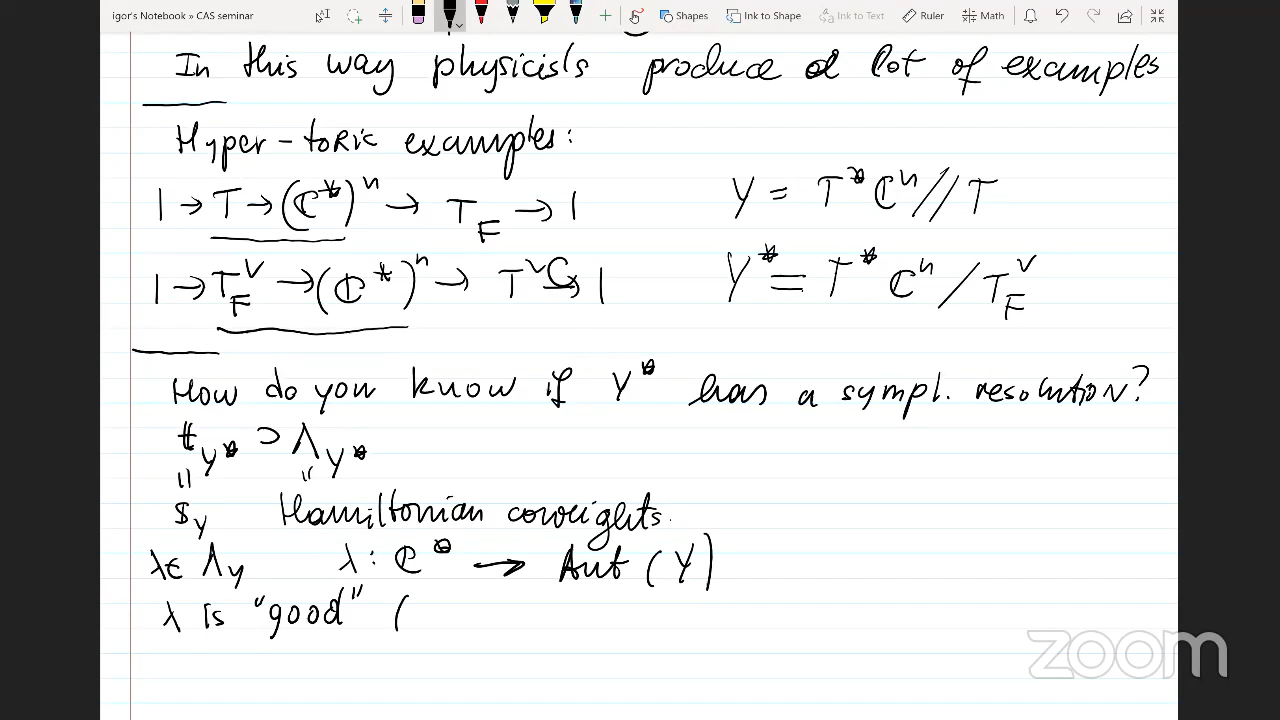 igor's Notebook » CAS seminar Shapes Ink to Shape Ink to Text Ruler Math
In this way physicists produce a lot of examples
Hyper-toric examples:
1 → T → (ℂ*)ⁿ → T_F → 1 Y = T*ℂⁿ///T
1 → T_F^∨ → (ℂ*)ⁿ → T^∨ → 1 Y* = T*ℂⁿ/T_F^∨
How do you know if Y* has a sympl. resolution?
𝔱_Y* ⊃ Λ_Y*
" "
𝔰_Y Hamiltonian coweights.
λ ∈ Λ_Y λ : ℂ* → Aut (Y)
λ is "good" (
zoom